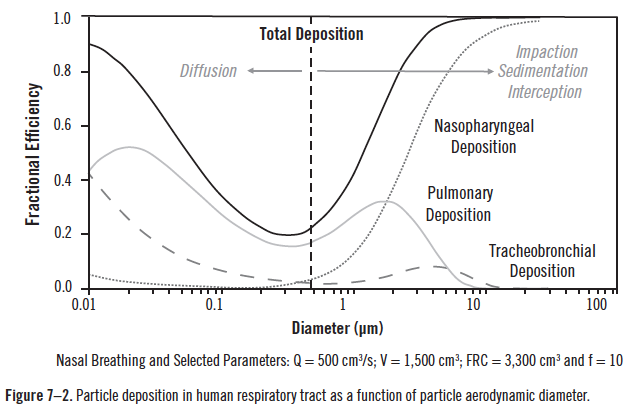 1.0
Total Deposition
Impaction
Diffusion
0.8
Sedimentation
Interception
Fractional Efficiency
0.6
Nasopharyngeal
Deposition
0.4
Pulmonary
Deposition
0.2
Tracheobronchial
Deposition
0.0
0.01
0.1
1
10
100
Diameter (µm)
Nasal Breathing and Selected Parameters: Q = 500 cm³/s; V = 1,500 cm³; FRC = 3,300 cm³ and f = 10
Figure 7–2. Particle deposition in human respiratory tract as a function of particle aerodynamic diameter.